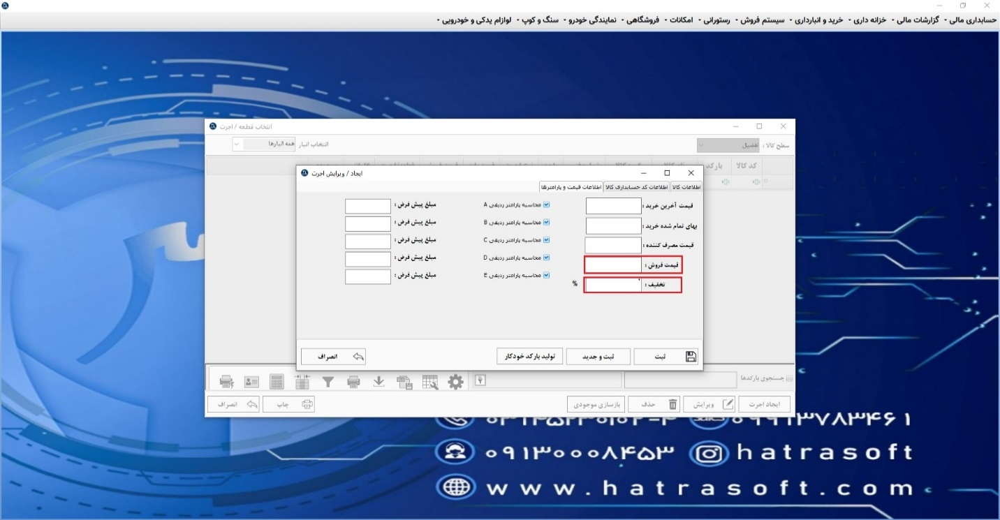 حسابداری مالی - گزارشات مالی - خزانه داری - خرید و انبارداری - سیستم فروش - رستورانی - امکانات - فروشگاهی - نمایندگی خودرو - سنگ و کوپ - لوازم یدکی و خودرویی -
انتخاب قطعه / اجرت
سطح کالا : تفصیل
انتخاب انبار همه انبارها
کد کالا بارکد
ایجاد / ویرایش اجرت
اطلاعات کالا اطلاعات کد حسابداری کالا اطلاعات قیمت و پارامترها
قیمت آخرین خرید : محاسبه پارامتر ردیفی A مبلغ پیش فرض :
بهای تمام شده خرید : محاسبه پارامتر ردیفی B مبلغ پیش فرض :
قیمت مصرف کننده : محاسبه پارامتر ردیفی C مبلغ پیش فرض :
قیمت فروش : محاسبه پارامتر ردیفی D مبلغ پیش فرض :
تخفیف : % محاسبه پارامتر ردیفی E مبلغ پیش فرض :
ثبت ثبت و جدید تولید بارکد خودکار انصراف
جستجوی بارکدها
ایجاد اجرت ویرایش حذف بازسازی موجودی چاپ انصراف
۰۹۱۳۰۰۰۸۴۵۳ hatrasoft
www.hatrasoft.com